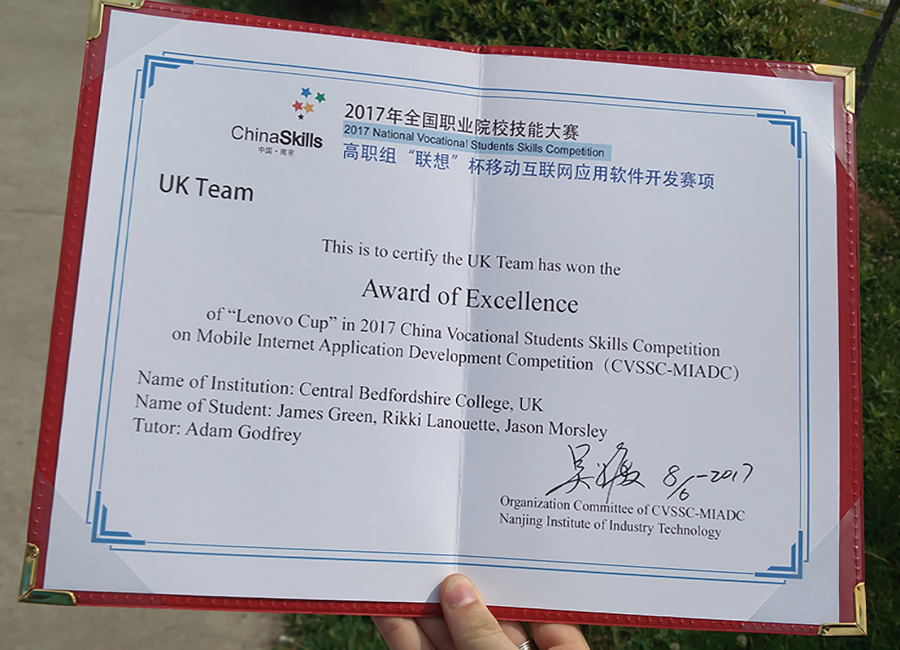 ChinaSkills
中国·南京
2017年全国职业院校技能大赛
2017 National Vocational Students Skills Competition
高职组“联想”杯移动互联网应用软件开发赛项
UK Team
This is to certify the UK Team has won the
Award of Excellence
of “Lenovo Cup” in 2017 China Vocational Students Skills Competition
on Mobile Internet Application Development Competition（CVSSC-MIADC）
Name of Institution: Central Bedfordshire College, UK
Name of Student: James Green, Rikki Lanouette, Jason Morsley
Tutor: Adam Godfrey
8/6-2017
Organization Committee of CVSSC-MIADC
Nanjing Institute of Industry Technology